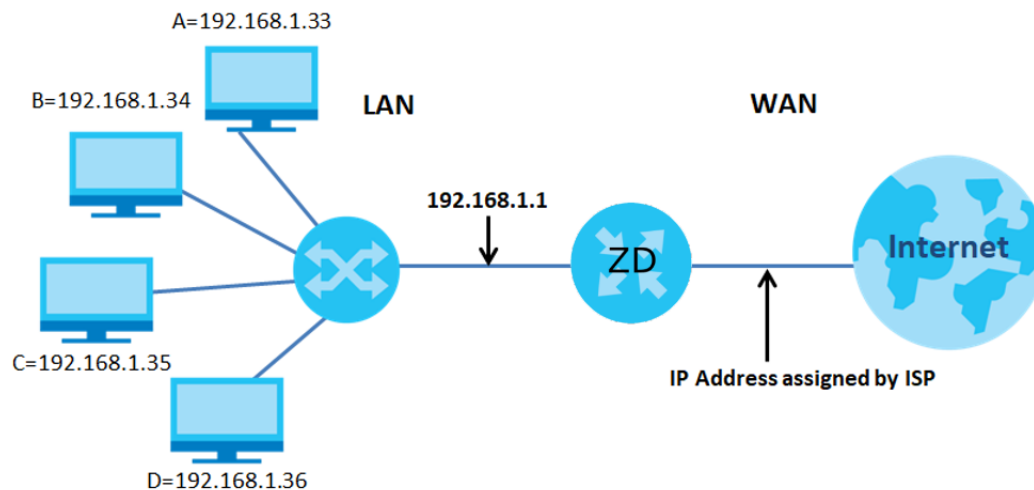 A=192.168.1.33
B=192.168.1.34
LAN
WAN
192.168.1.1
ZD
Internet
C=192.168.1.35
IP Address assigned by ISP
D=192.168.1.36